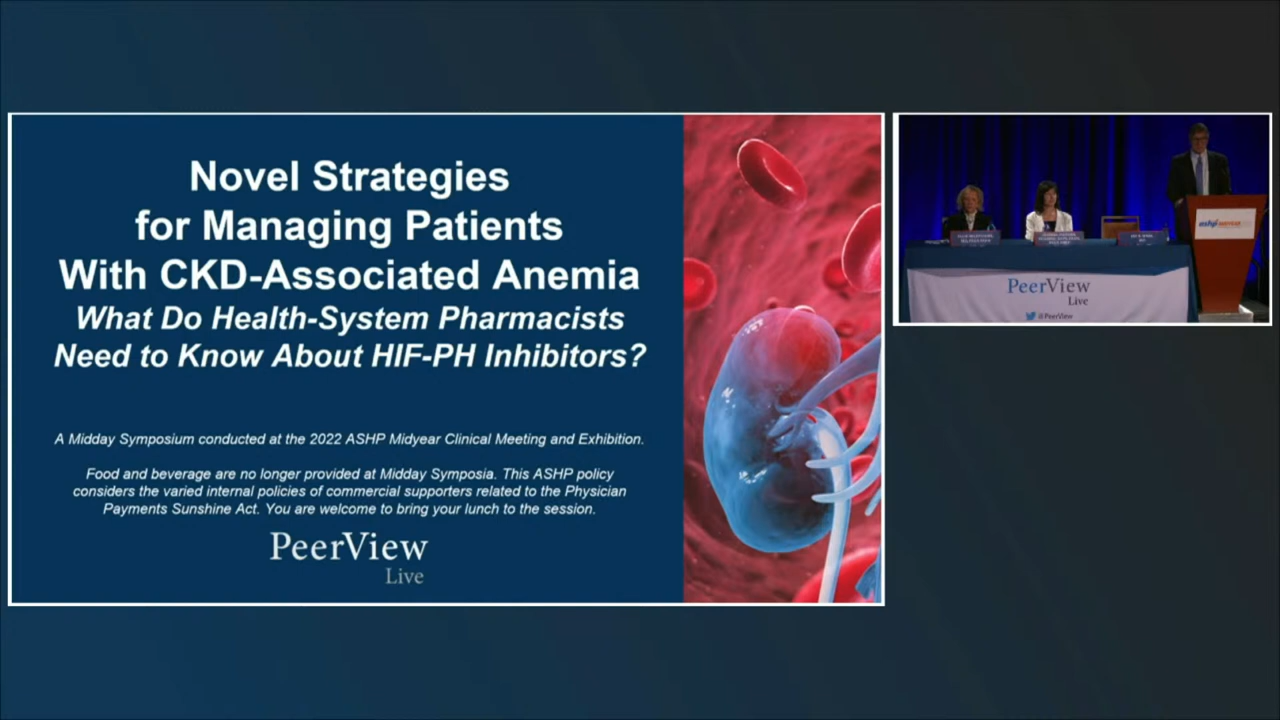 Novel Strategies
for Managing Patients
With CKD-Associated Anemia
What Do Health-System Pharmacists
Need to Know About HIF-PH Inhibitors?
A Midday Symposium conducted at the 2022 ASHP Midyear Clinical Meeting and Exhibition.
Food and beverage are no longer provided at Midday Symposia. This ASHP policy
considers the varied internal policies of commercial supporters related to the Physician
Payments Sunshine Act. You are welcome to bring your lunch to the session.
PeerView
Live
PeerView
Live
@PeerView